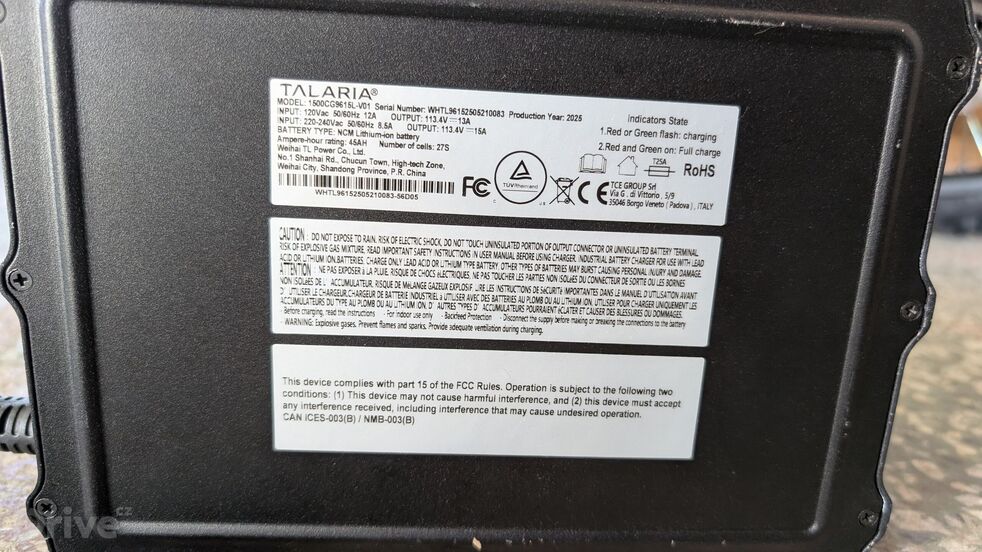 TALARIA®
MODEL: 1500CG9615L-V01 Serial Number: WHTL96152505210083 Production Year: 2025
INPUT: 120Vac 50/60Hz 12A OUTPUT: 113.4V⎓13A
INPUT: 220-240Vac 50/60Hz 8.5A OUTPUT: 113.4V⎓15A
BATTERY TYPE: NCM Lithium-ion battery
Ampere-hour rating: 45AH Number of cells: 27S
Weihai TL Power Co., Ltd.
No.1 Shanhai Rd., Chucun Town, High-tech Zone,
Weihai City, Shandong Province, P.R. China
WHTL96152505210083-56D05
Indicators State
1.Red or Green flash: charging
2.Red and Green on: Full charge
FC
TÜVRheinland
C US
T25A
RoHS
CE
TCE GROUP Srl
Via G . di Vittorio , 5/9
35046 Borgo Veneto ( Padova ) , ITALY
CAUTION : DO NOT EXPOSE TO RAIN, RISK OF ELECTRIC SHOCK, DO NOT TOUCH UNINSULATED PORTION OF OUTPUT CONNECTOR OR UNINSULATED BATTERY TERMINAL.
RISK OF EXPLOSIVE GAS MIXTURE, READ IMPORTANT SAFETY INSTRUCTIONS IN USER MANUAL BEFORE USING CHARGER, INDUSTRIAL BATTERY CHARGER FOR USE WITH LEAD
ACID OR LITHIUM ION BATTERIES. CHARGE ONLY LEAD ACID OR LITHIUM TYPE BATTERY. OTHER TYPES OF BATTERIES MAY BURST CAUSING PERSONAL INJURY AND DAMAGE.
ATTENTION : NE PAS EXPOSER A LA PLUIE, RISQUE DE CHOCS ELECTRIQUES, NE PAS TOUCHER LES PARTIES NON ISOLÉES DU CONNECTEUR DE SORTIE OU LES BORNES
NON ISOLÉES DE L'ACCUMULATEUR. RISQUE DE MÉLANGE GAZEUX EXPLOSIF. LIRE LES INSTRUCTIONS DE SÉCURITÉ IMPORTANTES DANS LE MANUEL D'UTILISATION AVANT
D' UTILISER LE CHARGEUR.CHARGEUR DE BATTERIE INDUSTRIEL À UTILISER AVEC DES BATTERIES AU PLOMB OU AU LITHIUM ION. CHARGER UNIQUEMENT LES
ACCUMULATEURS DU TYPE AU PLOMB OU AU LITHIUM ION, D' AUTRES TYPES D' ACCUMULATEURS POURRAIENT ÉCLATER ET CAUSER DES BLESSURES OU DOMMAGES.
Before charging, read the instructions · For indoor use only · Backfeed Protection · Disconnect the supply before making or breaking the connections to the battery
· WARNING: Explosive gases. Prevent flames and sparks. Provide adequate ventilation during charging.
This device complies with part 15 of the FCC Rules. Operation is subject to the following two
conditions: (1) This device may not cause harmful interference, and (2) this device must accept
any interference received, including interference that may cause undesired operation.
CAN ICES-003(B) / NMB-003(B)
rive.cz